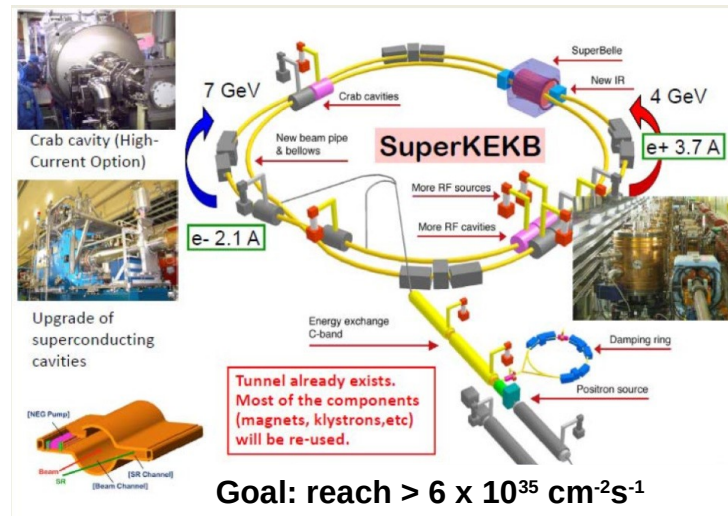 7 GeV
Crab cavities
SuperBelle
New IR
4 GeV
Crab cavity (High-
Current Option)
New beam pipe
& bellows
SuperKEKB
e+ 3.7 A
More RF sources
More RF cavities
e- 2.1 A
Upgrade of
superconducting
cavities
Energy exchange
C-band
Damping ring
Tunnel already exists.
Most of the components
(magnets, klystrons,etc)
will be re-used.
Positron source
[NEG Pump]
Beam
SR
[SR Channel]
[Beam Channel]
Goal: reach > 6 x 10³⁵ cm⁻²s⁻¹